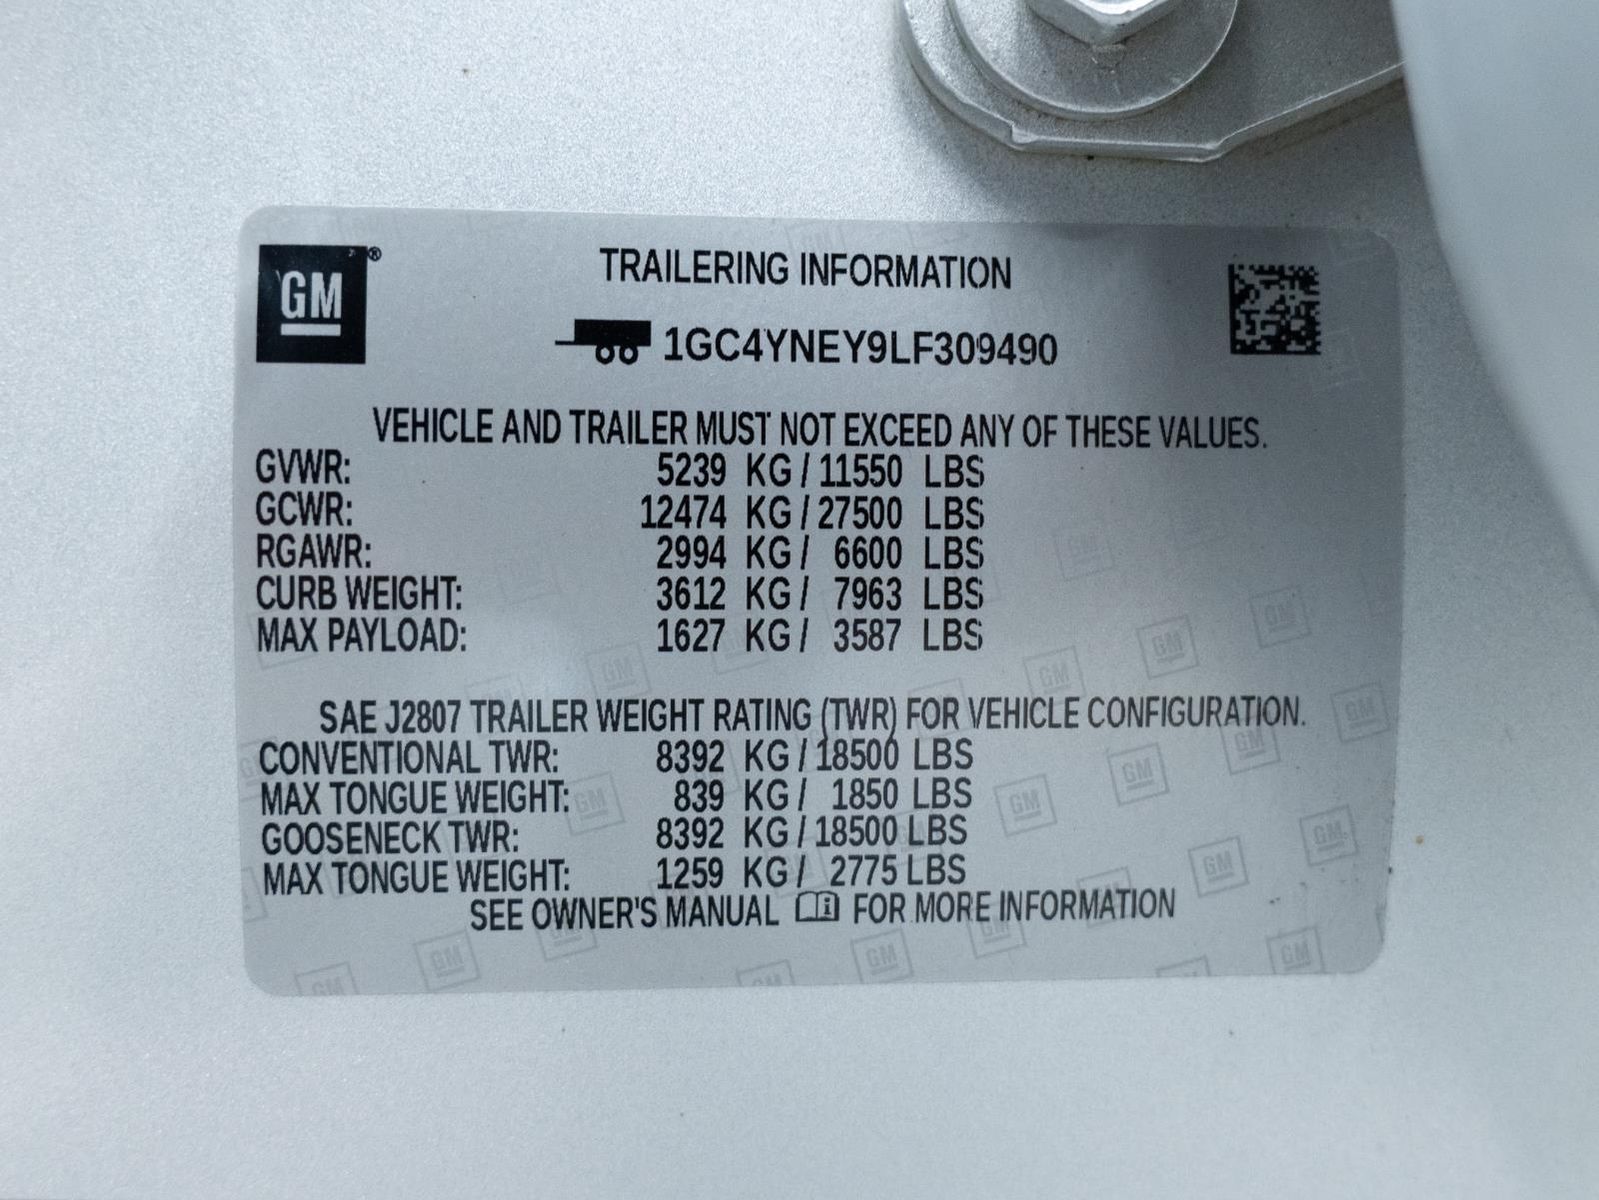 GM ®
TRAILERING INFORMATION
1GC4YNEY9LF309490
VEHICLE AND TRAILER MUST NOT EXCEED ANY OF THESE VALUES.
GVWR: 5239 KG / 11550 LBS
GCWR: 12474 KG / 27500 LBS
RGAWR: 2994 KG / 6600 LBS
CURB WEIGHT: 3612 KG / 7963 LBS
MAX PAYLOAD: 1627 KG / 3587 LBS
SAE J2807 TRAILER WEIGHT RATING (TWR) FOR VEHICLE CONFIGURATION.
CONVENTIONAL TWR: 8392 KG / 18500 LBS
MAX TONGUE WEIGHT: 839 KG / 1850 LBS
GOOSENECK TWR: 8392 KG / 18500 LBS
MAX TONGUE WEIGHT: 1259 KG / 2775 LBS
SEE OWNER'S MANUAL FOR MORE INFORMATION